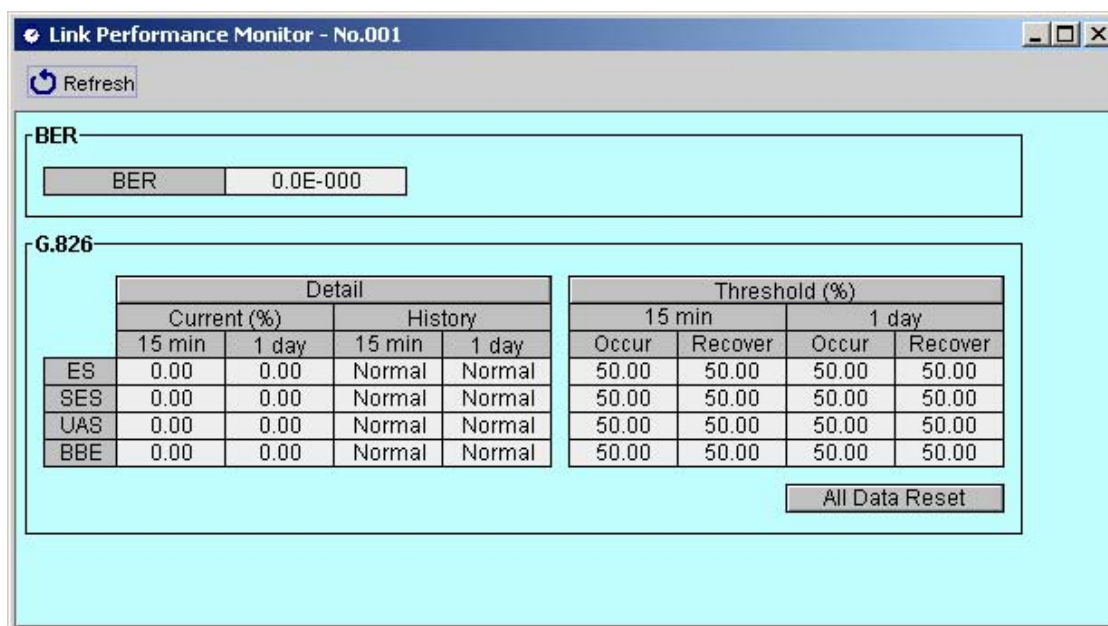 Link Performance Monitor - No.001
Refresh
BER
BER 0.0E-000
G.826
Detail Threshold (%)
Current (%) History 15 min 1 day
15 min 1 day 15 min 1 day Occur Recover Occur Recover
ES 0.00 0.00 Normal Normal 50.00 50.00 50.00 50.00
SES 0.00 0.00 Normal Normal 50.00 50.00 50.00 50.00
UAS 0.00 0.00 Normal Normal 50.00 50.00 50.00 50.00
BBE 0.00 0.00 Normal Normal 50.00 50.00 50.00 50.00
All Data Reset